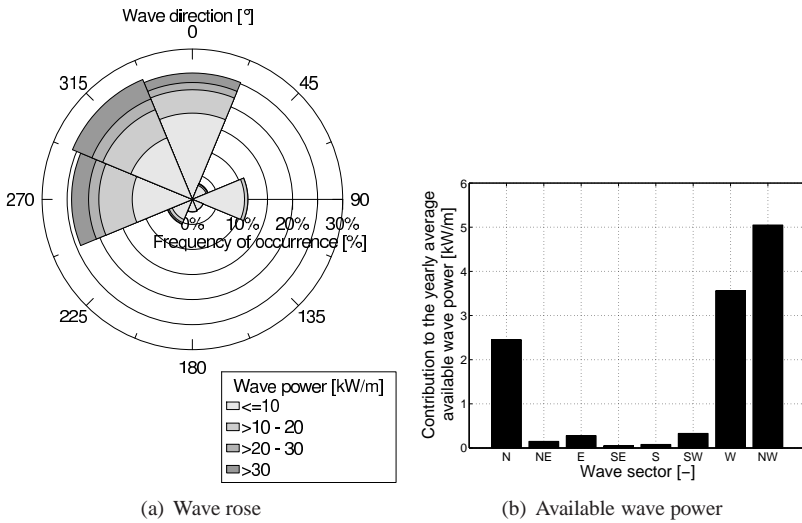 Wave direction [°]
0
315
45
270
90
0% 10% 20% 30%
Frequency of occurrence [%]
225
135
180
Wave power [kW/m]
<=10
>10 - 20
>20 - 30
>30
(a) Wave rose
Contribution to the yearly average
available wave power [kW/m]
6
5
4
3
2
1
0
N NE E SE S SW W NW
Wave sector [–]
(b) Available wave power